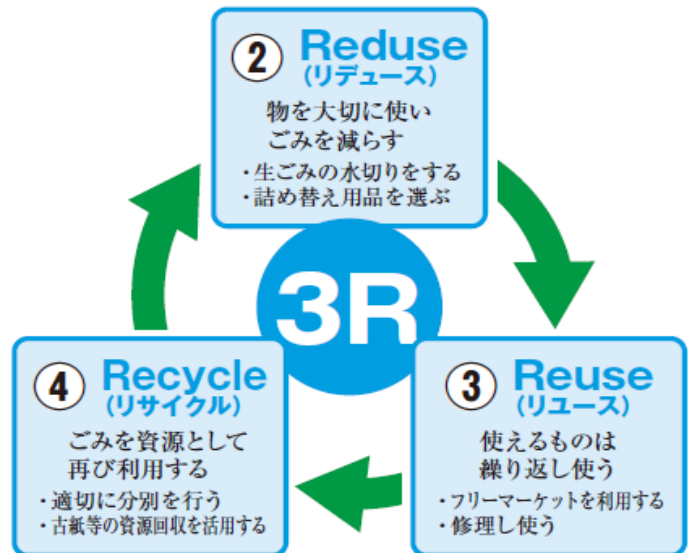 ② Reduse
(リデュース)
物を大切に使い
ごみを減らす
・生ごみの水切りをする
・詰め替え用品を選ぶ
3R
④ Recycle
(リサイクル)
ごみを資源として
再び利用する
・適切に分別を行う
・古紙等の資源回収を活用する
③ Reuse
(リユース)
使えるものは
繰り返し使う
・フリーマーケットを利用する
・修理し使う